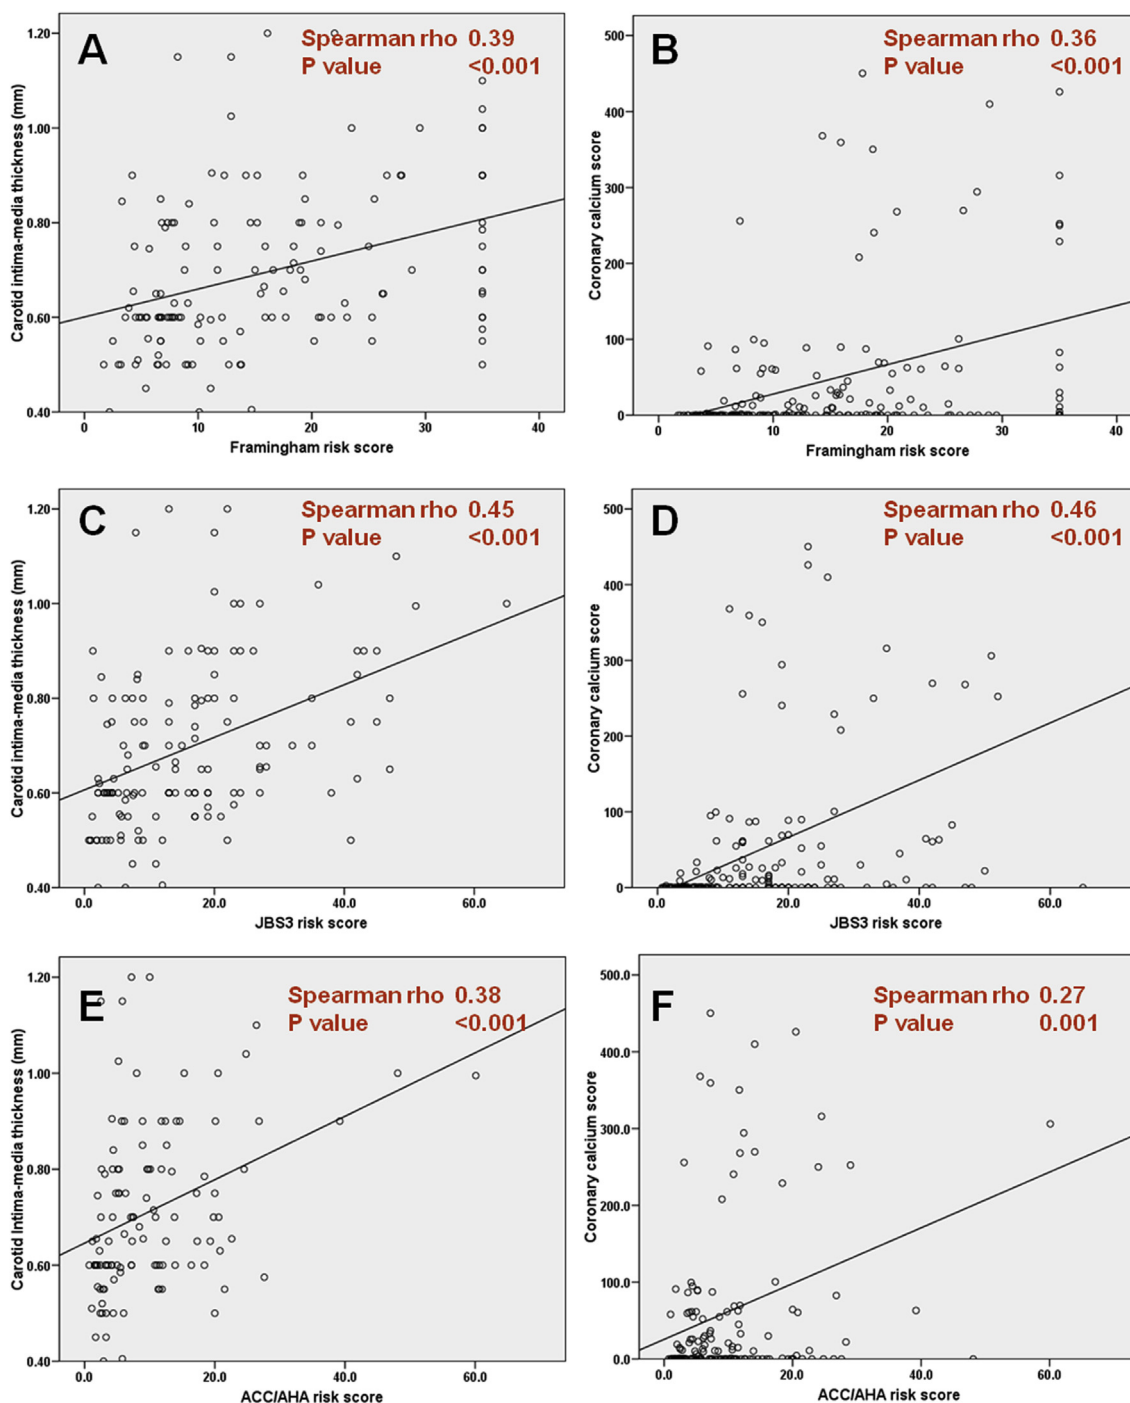 A
Spearman rho 0.39
P value <0.001
1.20
1.00
0.80
0.60
0.40
Carotid intima-media thickness (mm)
0 10 20 30 40
Framingham risk score
B
Spearman rho 0.36
P value <0.001
500
400
300
200
100
0
Coronary calcium score
0 10 20 30 40
Framingham risk score
C
Spearman rho 0.45
P value <0.001
1.20
1.00
0.80
0.60
0.40
Carotid intima-media thickness (mm)
0.0 20.0 40.0 60.0
JBS3 risk score
D
Spearman rho 0.46
P value <0.001
500
400
300
200
100
0
Coronary calcium score
0.0 20.0 40.0 60.0
JBS3 risk score
E
Spearman rho 0.38
P value <0.001
1.20
1.00
0.80
0.60
0.40
Carotid Intima-media thickness (mm)
0.0 20.0 40.0 60.0
ACC/AHA risk score
F
Spearman rho 0.27
P value 0.001
500.0
400.0
300.0
200.0
100.0
0.0
Coronary calcium score
0.0 20.0 40.0 60.0
ACC/AHA risk score